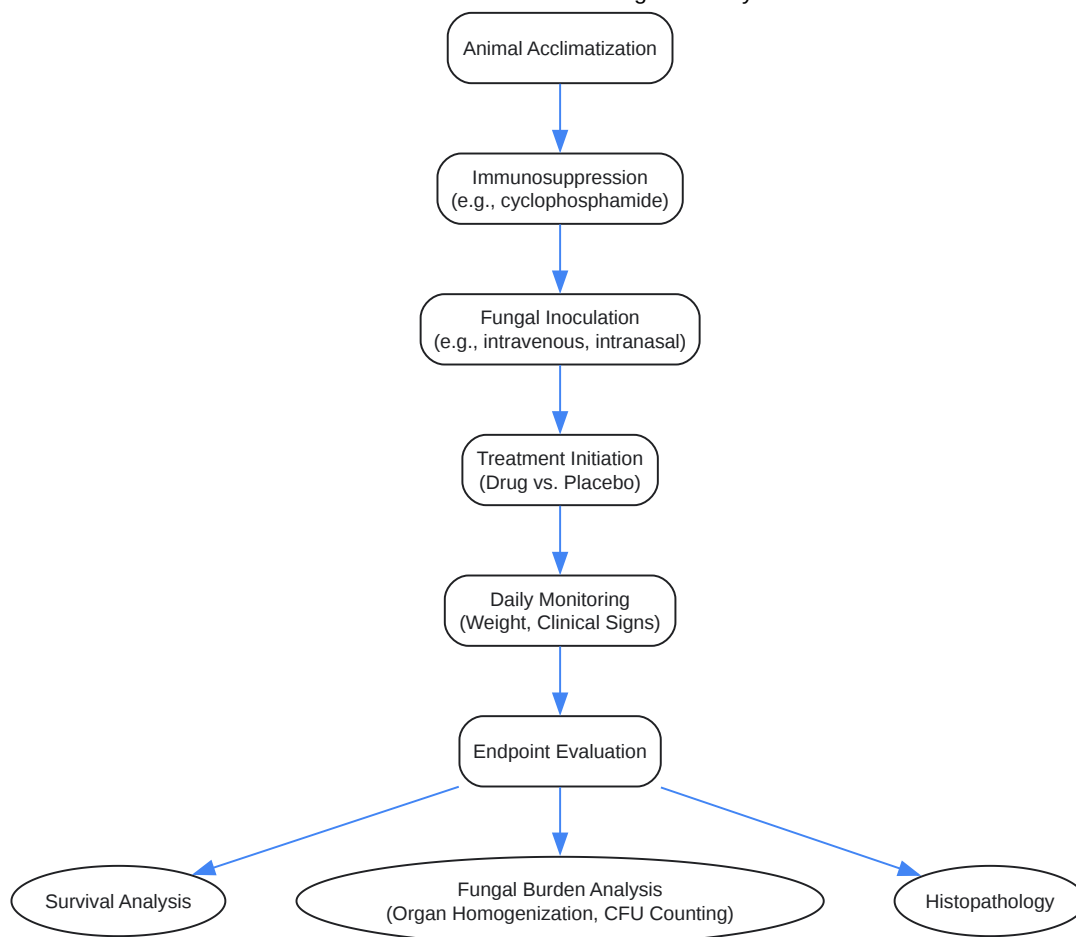 Animal Acclimatization
Immunosuppression
(e.g., cyclophosphamide)
Fungal Inoculation
(e.g., intravenous, intranasal)
Treatment Initiation
(Drug vs. Placebo)
Daily Monitoring
(Weight, Clinical Signs)
Endpoint Evaluation
Survival Analysis
Fungal Burden Analysis
(Organ Homogenization, CFU Counting)
Histopathology